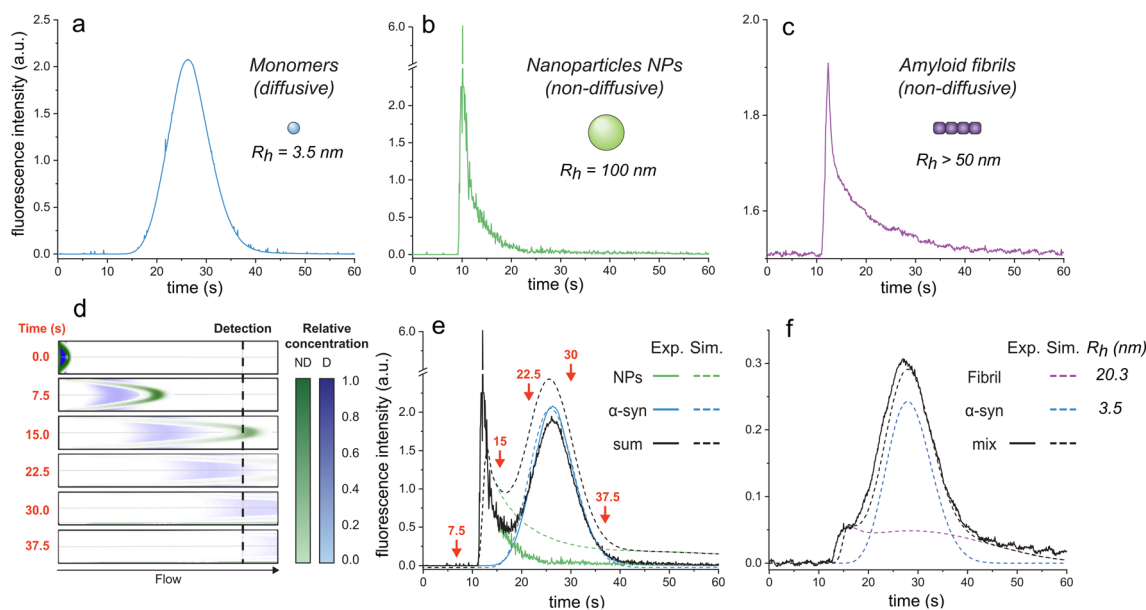 a
fluorescence intensity (a.u.)
2.5
2.0
1.5
1.0
0.5
0.0
0 10 20 30 40 50 60
time (s)
Monomers
(diffusive)
Rh = 3.5 nm
b
6.0
2.0
1.5
1.0
0.5
0.0
0 10 20 30 40 50 60
time (s)
Nanoparticles NPs
(non-diffusive)
Rh = 100 nm
c
1.9
1.8
1.6
0 10 20 30 40 50 60
time (s)
Amyloid fibrils
(non-diffusive)
Rh > 50 nm
d
Time (s)
Detection
Relative
concentration
ND D
0.0
7.5
15.0
22.5
30.0
37.5
1.0
0.8
0.6
0.4
0.2
0.0
Flow
e
fluorescence intensity (a.u.)
6.0
2.0
1.5
1.0
0.5
0.0
0 10 20 30 40 50 60
time (s)
Exp. Sim.
NPs
α-syn
sum
7.5
15
22.5
30
37.5
f
0.3
0.2
0.1
0.0
0 10 20 30 40 50 60
time (s)
Exp. Sim. Rh (nm)
Fibril 20.3
α-syn 3.5
mix